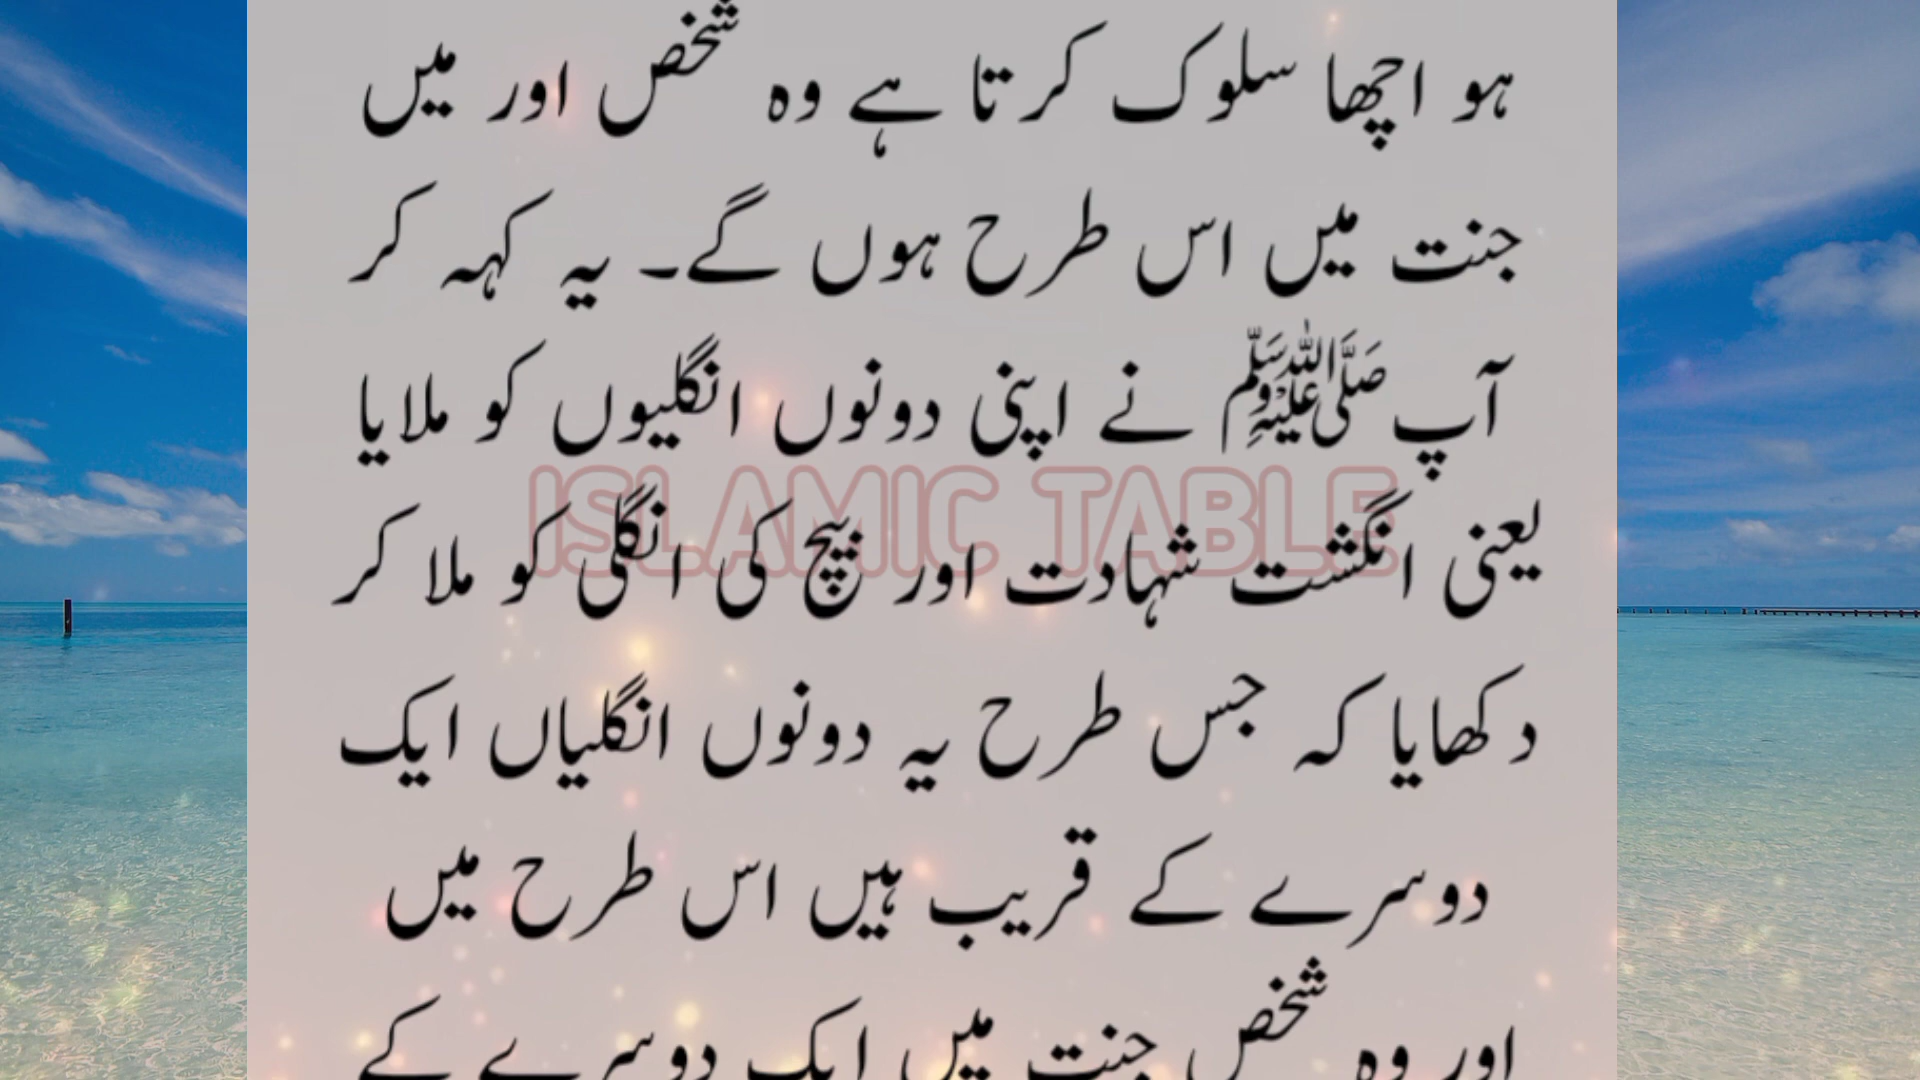 ہو اچھا سلوک کرتا ہے وہ شخص اور میں
جنت میں اس طرح ہوں گے۔ یہ کہہ کر
آپ ﷺ نے اپنی دونوں انگلیوں کو ملایا
ISLAMIC TABLE
یعنی انگشت شہادت اور بیچ کی انگلی کو ملا کر
دکھایا کہ جس طرح یہ دونوں انگلیاں ایک
دوسرے کے قریب ہیں اس طرح میں
اور وہ شخص جنت میں ایک دوسرے کے